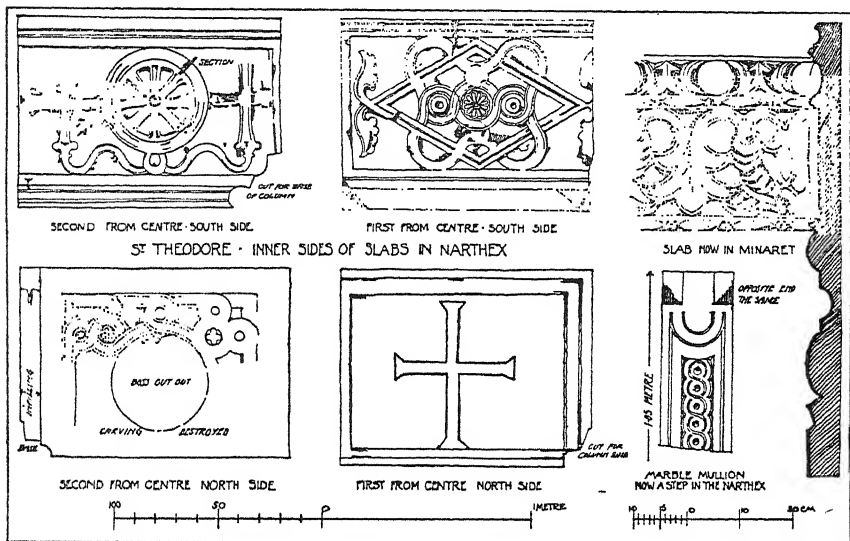 SECTION
CUT FOR BASE
OF COLUMN
SECOND FROM CENTRE · SOUTH SIDE
FIRST FROM CENTRE · SOUTH SIDE
ST THEODORE · INNER SIDES OF SLABS IN NARTHEX
SLAB NOW IN MINARET
BOSS CUT OUT
CARVING DESTROYED
BASE
SECOND FROM CENTRE NORTH SIDE
CUT FOR
COLUMN BASE
FIRST FROM CENTRE NORTH SIDE
OPPOSITE END
THE SAME
1·05 METRE
MARBLE MULLION
NOW A STEP IN THE NARTHEX
100 50 0 1 METRE
10 5 0 10 20 CM